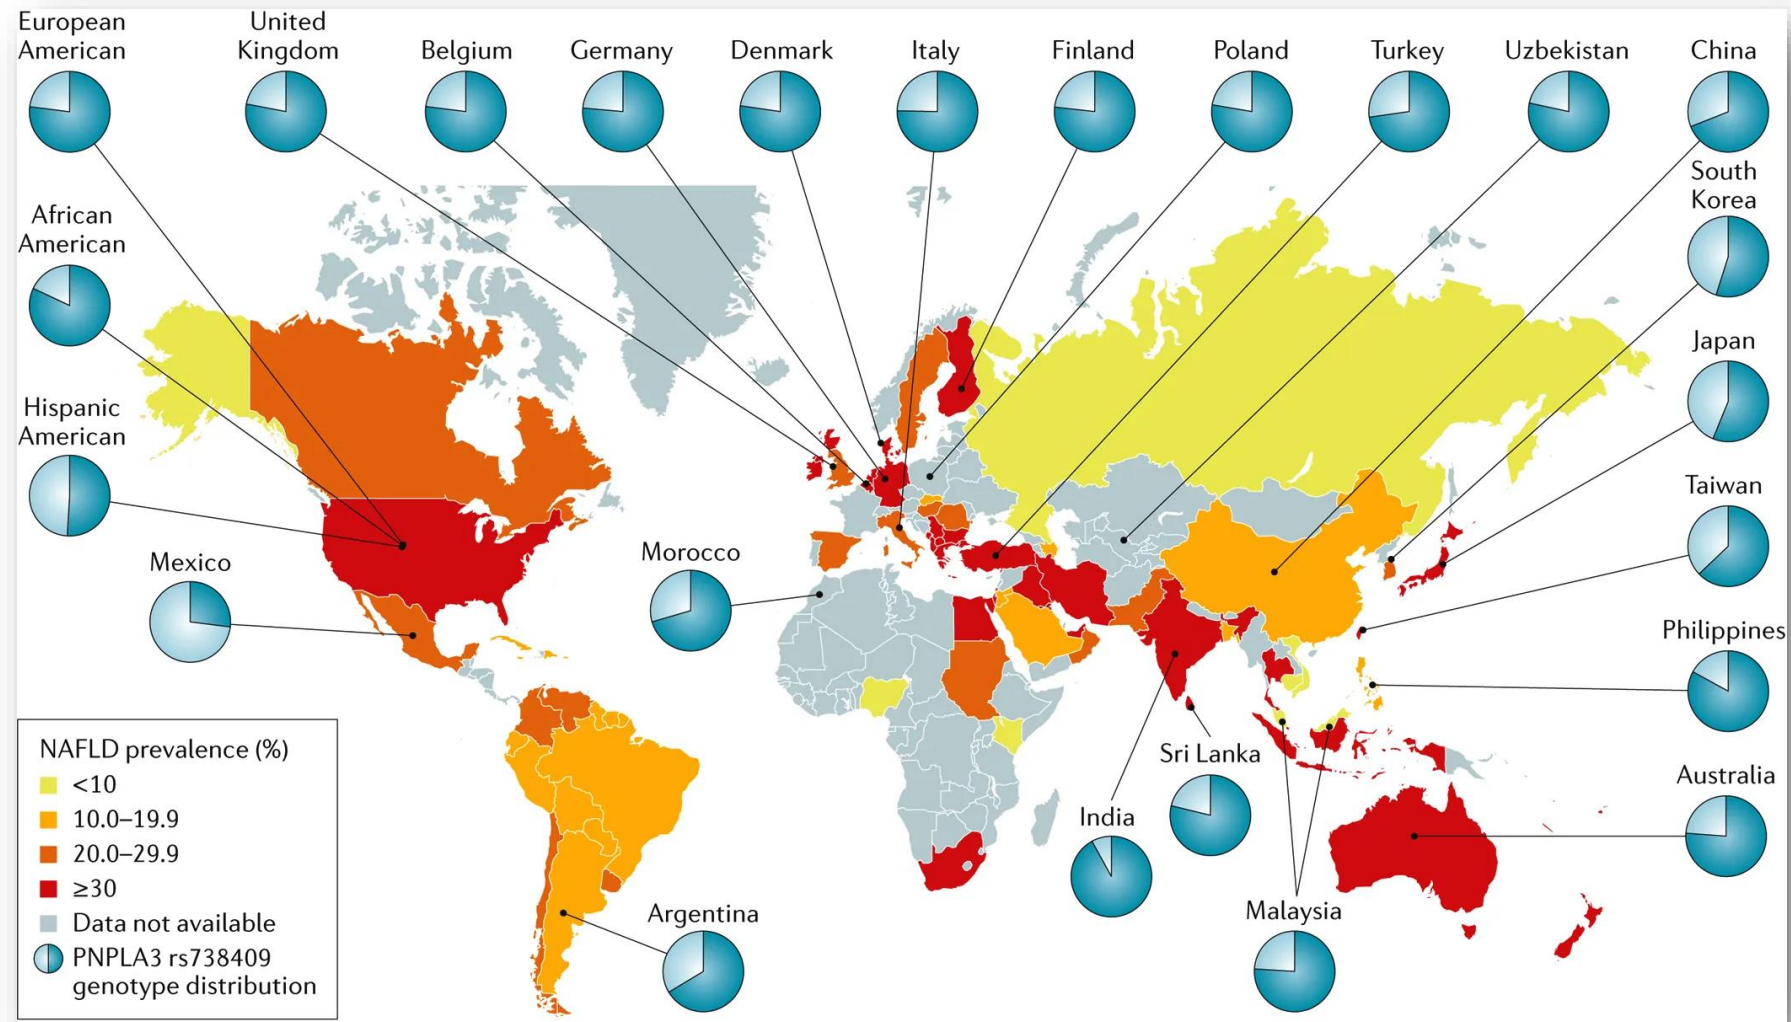 European
American
United
Kingdom
Belgium
Germany
Denmark
Italy
Finland
Poland
Turkey
Uzbekistan
China
South
Korea
African
American
Japan
Hispanic
American
Taiwan
Mexico
Morocco
Philippines
NAFLD prevalence (%)
<10
10.0–19.9
20.0–29.9
≥30
Data not available
PNPLA3 rs738409
genotype distribution
Sri Lanka
India
Australia
Argentina
Malaysia